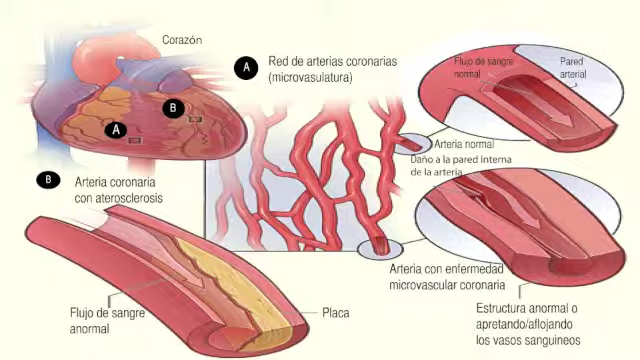 Corazón
A
Red de arterias coronarias
(microvasulatura)
Flujo de sangre
normal
Pared
arterial
B
A
Arteria normal
Daño a la pared interna
de la arteria
B
Arteria coronaria
con aterosclerosis
Arteria con enfermedad
microvascular coronaria
Flujo de sangre
anormal
Placa
Estructura anormal o
apretando/aflojando
los vasos sanguineos